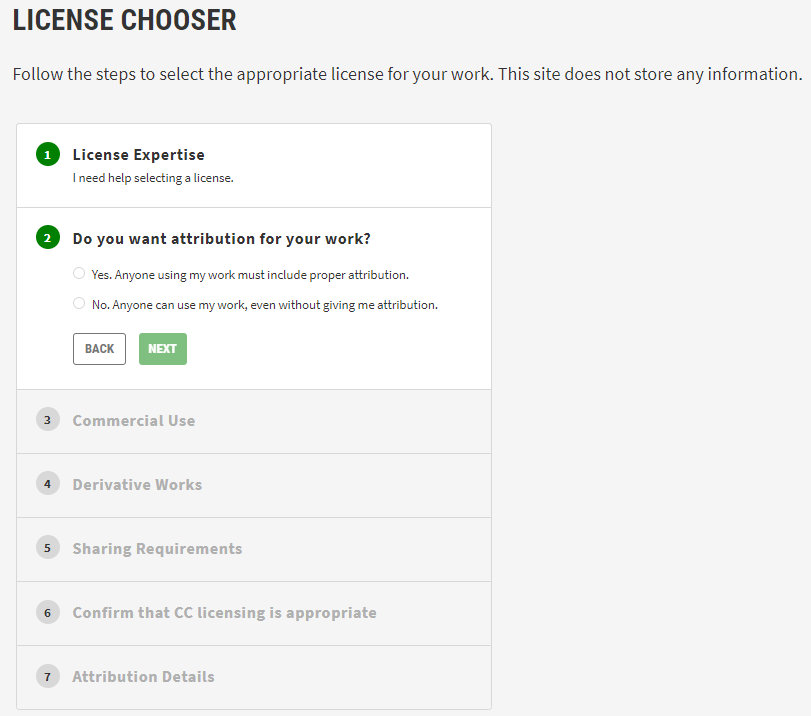 LICENSE CHOOSER
Follow the steps to select the appropriate license for your work. This site does not store any information.
1 License Expertise
I need help selecting a license.
2 Do you want attribution for your work?
Yes. Anyone using my work must include proper attribution.
No. Anyone can use my work, even without giving me attribution.
BACK NEXT
3 Commercial Use
4 Derivative Works
5 Sharing Requirements
6 Confirm that CC licensing is appropriate
7 Attribution Details